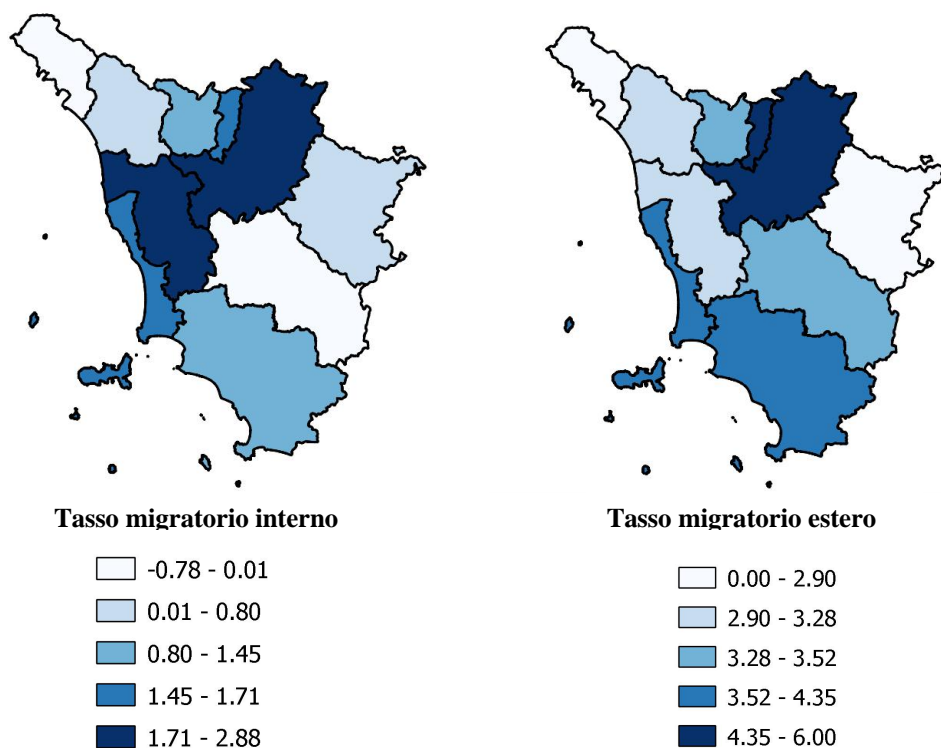 Tasso migratorio interno
-0.78 - 0.01
0.01 - 0.80
0.80 - 1.45
1.45 - 1.71
1.71 - 2.88
Tasso migratorio estero
0.00 - 2.90
2.90 - 3.28
3.28 - 3.52
3.52 - 4.35
4.35 - 6.00